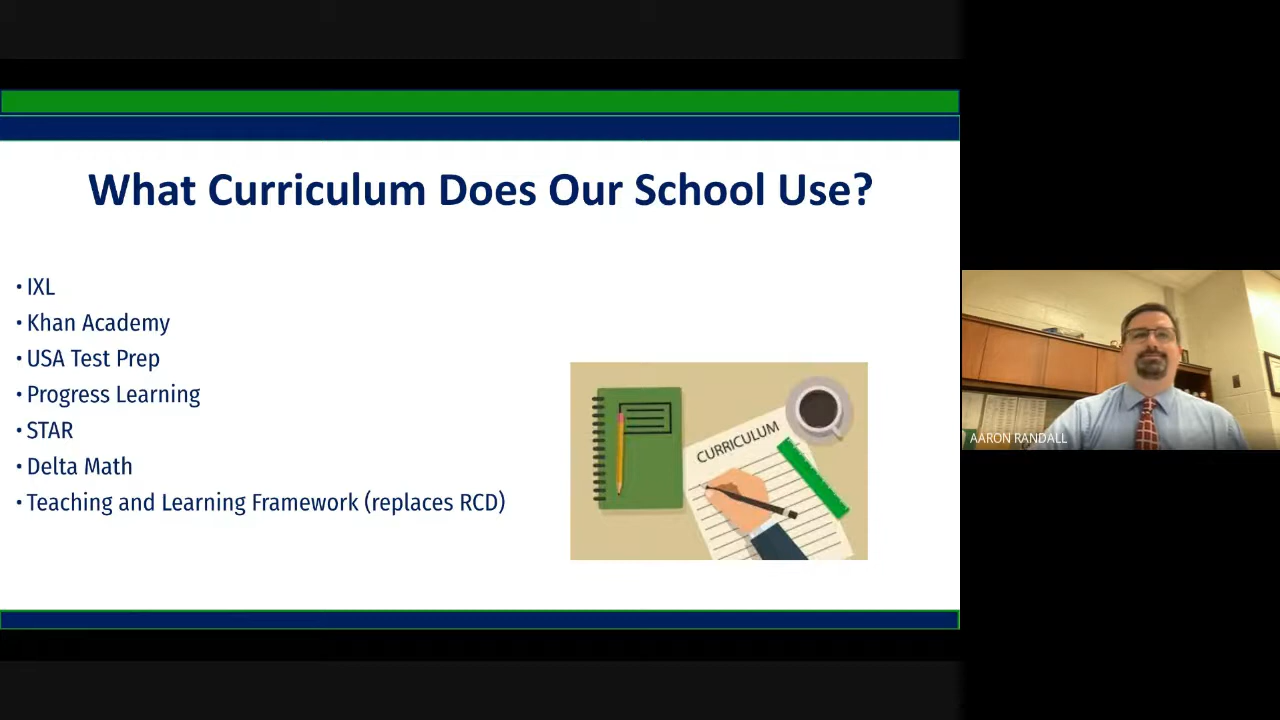 What Curriculum Does Our School Use?
• IXL
• Khan Academy
• USA Test Prep
• Progress Learning
• STAR
• Delta Math
• Teaching and Learning Framework (replaces RCD)
CURRICULUM
AARON RANDALL